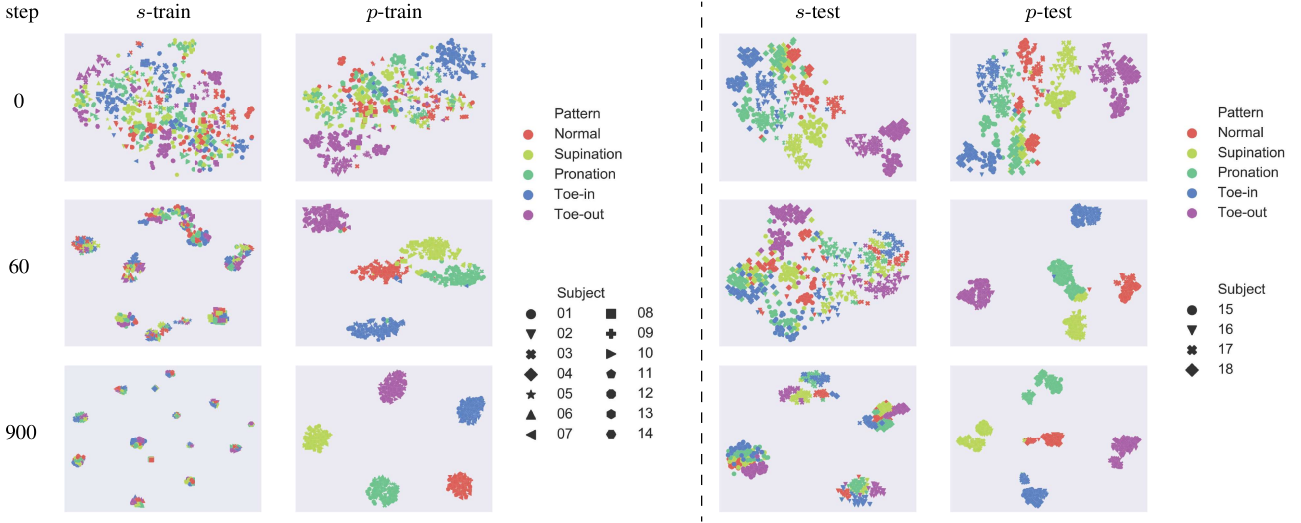 step s-train p-train s-test p-test
0
Pattern
Normal
Supination
Pronation
Toe-in
Toe-out
Pattern
Normal
Supination
Pronation
Toe-in
Toe-out
60
Subject
01 08
02 09
03 10
04 11
05 12
06 13
07 14
Subject
15
16
17
18
900